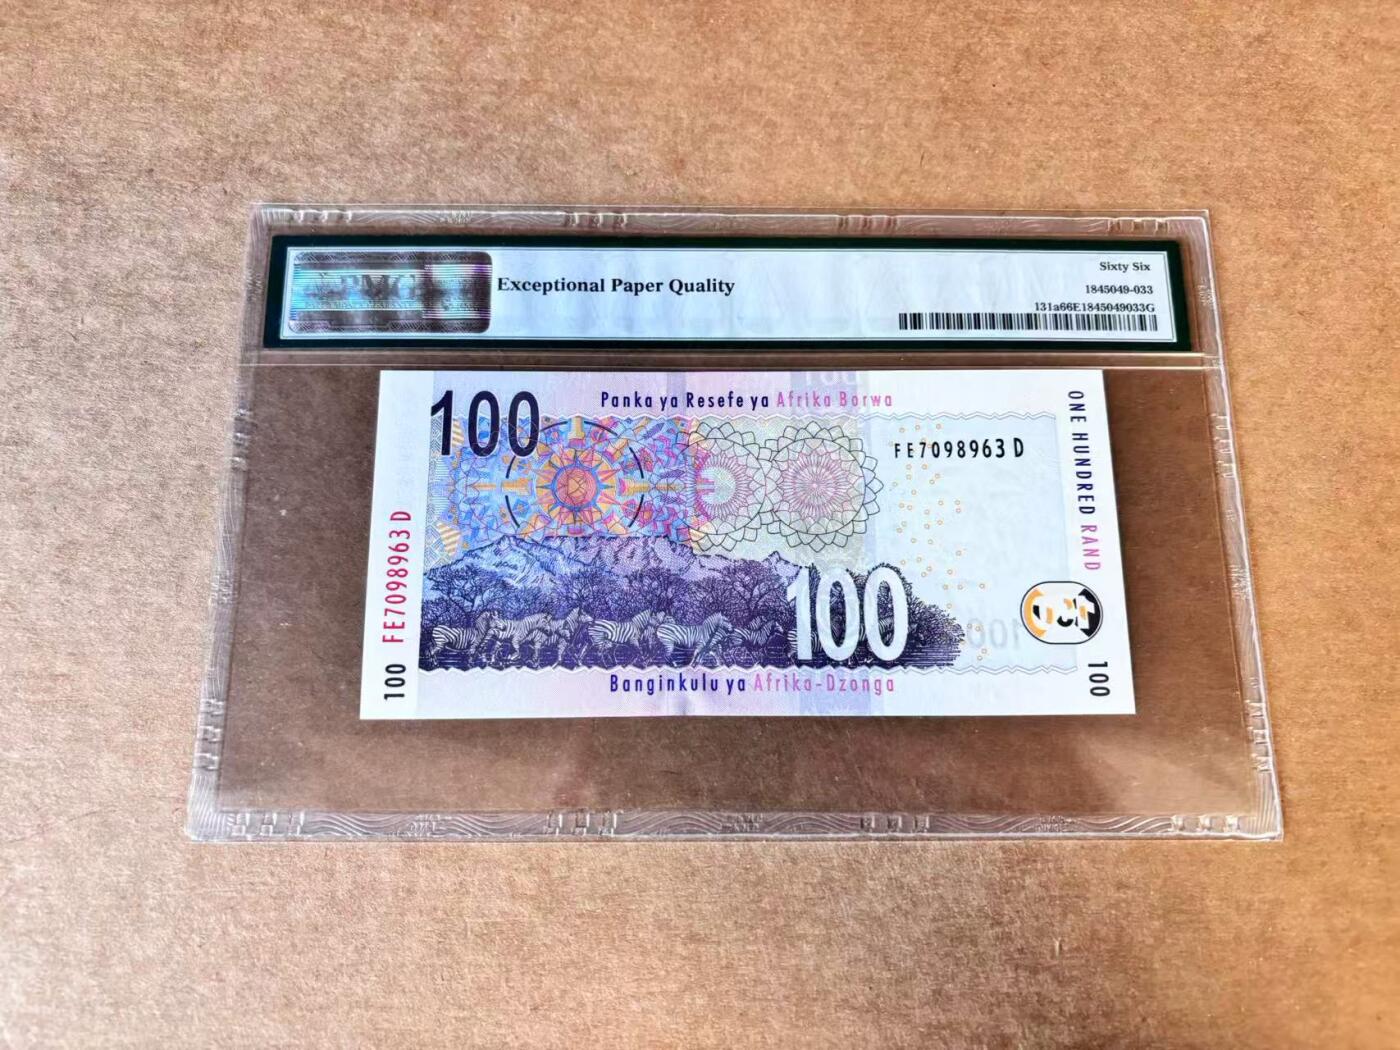 PMG
Exceptional Paper Quality
Sixty Six
1845049-033
131a66E1845049033G
100
Panka ya Resefe ya Afrika Borwa
FE7098963 D
ONE HUNDRED RAND
FE7098963 D
100
100
Banginkulu ya Afrika-Dzonga
100